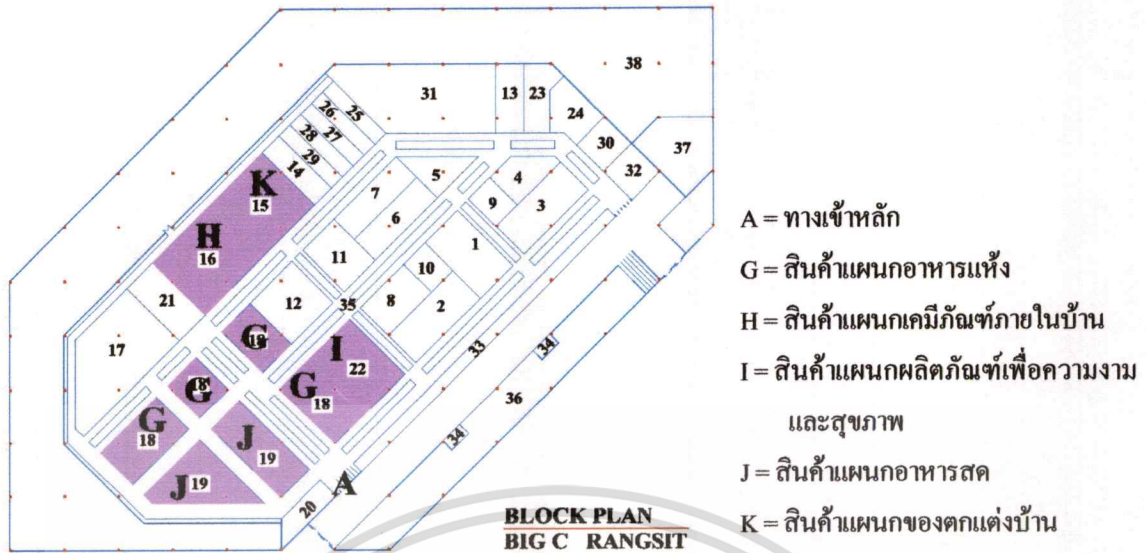 38
31
13
23
24
30
32
37
25
26
27
28
29
14
K
15
H
16
21
17
5
4
7
6
9
3
11
1
10
12
35
8
2
G
18
I
22
G
18
G
18
G
18
J
19
J
19
33
34
36
34
A
20
BLOCK PLAN
BIG C RANGSIT
A = ทางเข้าหลัก
G = สินค้าแผนกอาหารแห้ง
H = สินค้าแผนกเคมีภัณฑ์ภายในบ้าน
I = สินค้าแผนกผลิตภัณฑ์เพื่อความงาม
และสุขภาพ
J = สินค้าแผนกอาหารสด
K = สินค้าแผนกของตกแต่งบ้าน